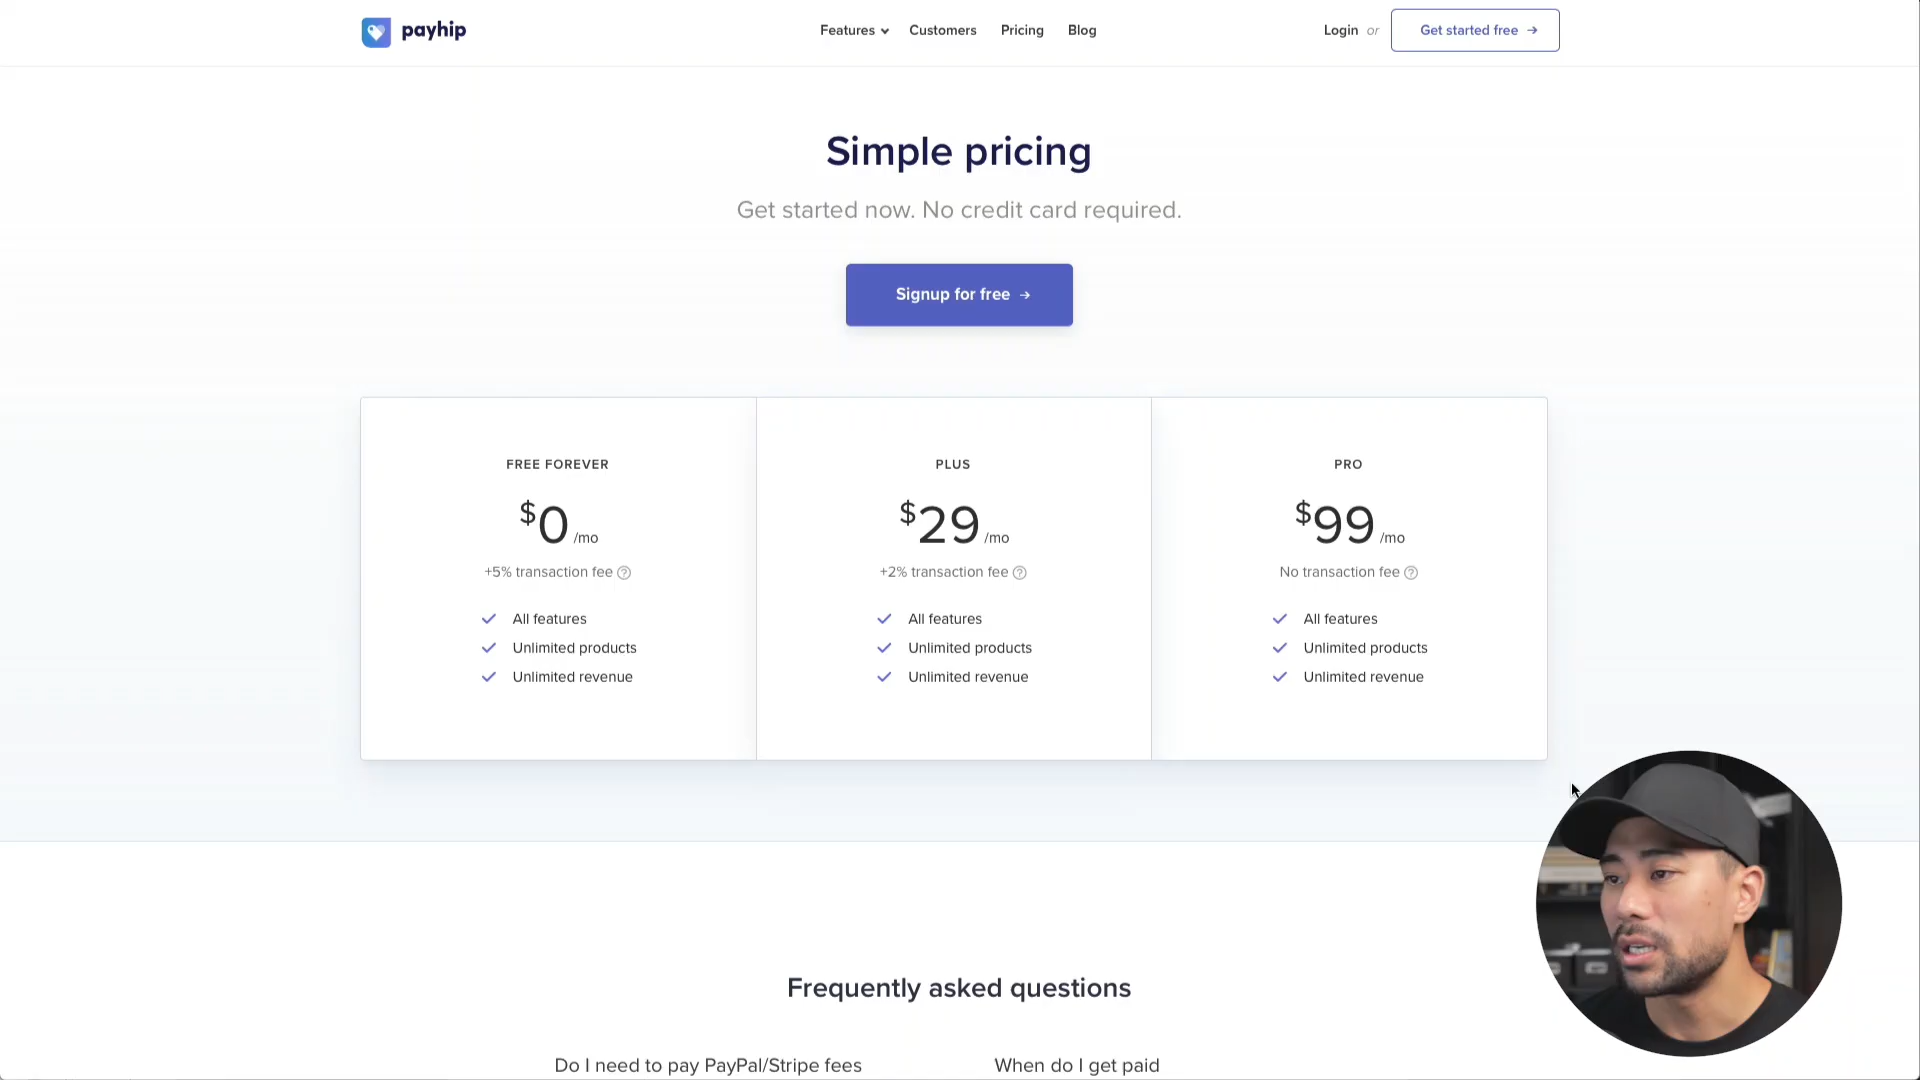 payhip
Features
Customers
Pricing
Blog
Login or
Get started free →
Simple pricing
Get started now. No credit card required.
Signup for free →
FREE FOREVER
$0 /mo
+5% transaction fee ?
All features
Unlimited products
Unlimited revenue
PLUS
$29 /mo
+2% transaction fee ?
All features
Unlimited products
Unlimited revenue
PRO
$99 /mo
No transaction fee ?
All features
Unlimited products
Unlimited revenue
Frequently asked questions
Do I need to pay PayPal/Stripe fees
When do I get paid